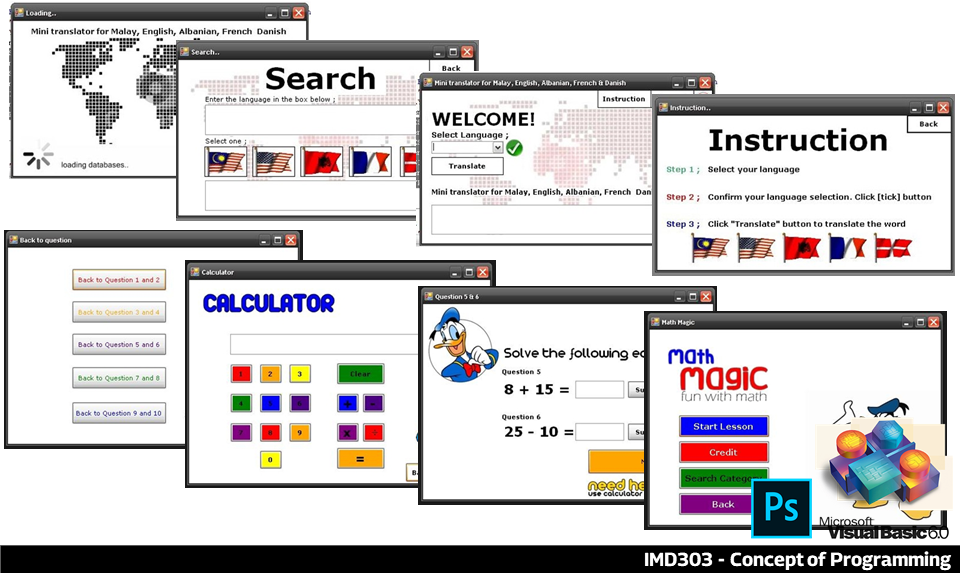 Loading..
Mini translator for Malay, English, Albanian, French Danish
loading databases..
Search..
Back
Search
Enter the language in the box below ;
Select one ;
Mini translator for Malay, English, Albanian, French & Danish
Instruction
WELCOME!
Select Language ;
Translate
Mini translator for Malay, English, Albanian, French Dan
Instruction..
Back
Instruction
Step 1 ; Select your language
Step 2 ; Confirm your language selection. Click [tick] button
Step 3 ; Click "Translate" button to translate the word
Back to question
Back to Question 1 and 2
Back to Question 3 and 4
Back to Question 5 and 6
Back to Question 7 and 8
Back to Question 9 and 10
Calculator
CALCULATOR
1 2 3 Clear
4 5 6 + -
7 8 9 x ÷
0 =
Ba
Question 5 & 6
Solve the following eq
Question 5
8 + 15 = Su
Question 6
25 - 10 = Su
need he
use calculator
Math Magic
math
magic
fun with math
Start Lesson
Credit
Search Category
Back
Ps
Microsoft
Visual Basic 6.0
IMD303 - Concept of Programming